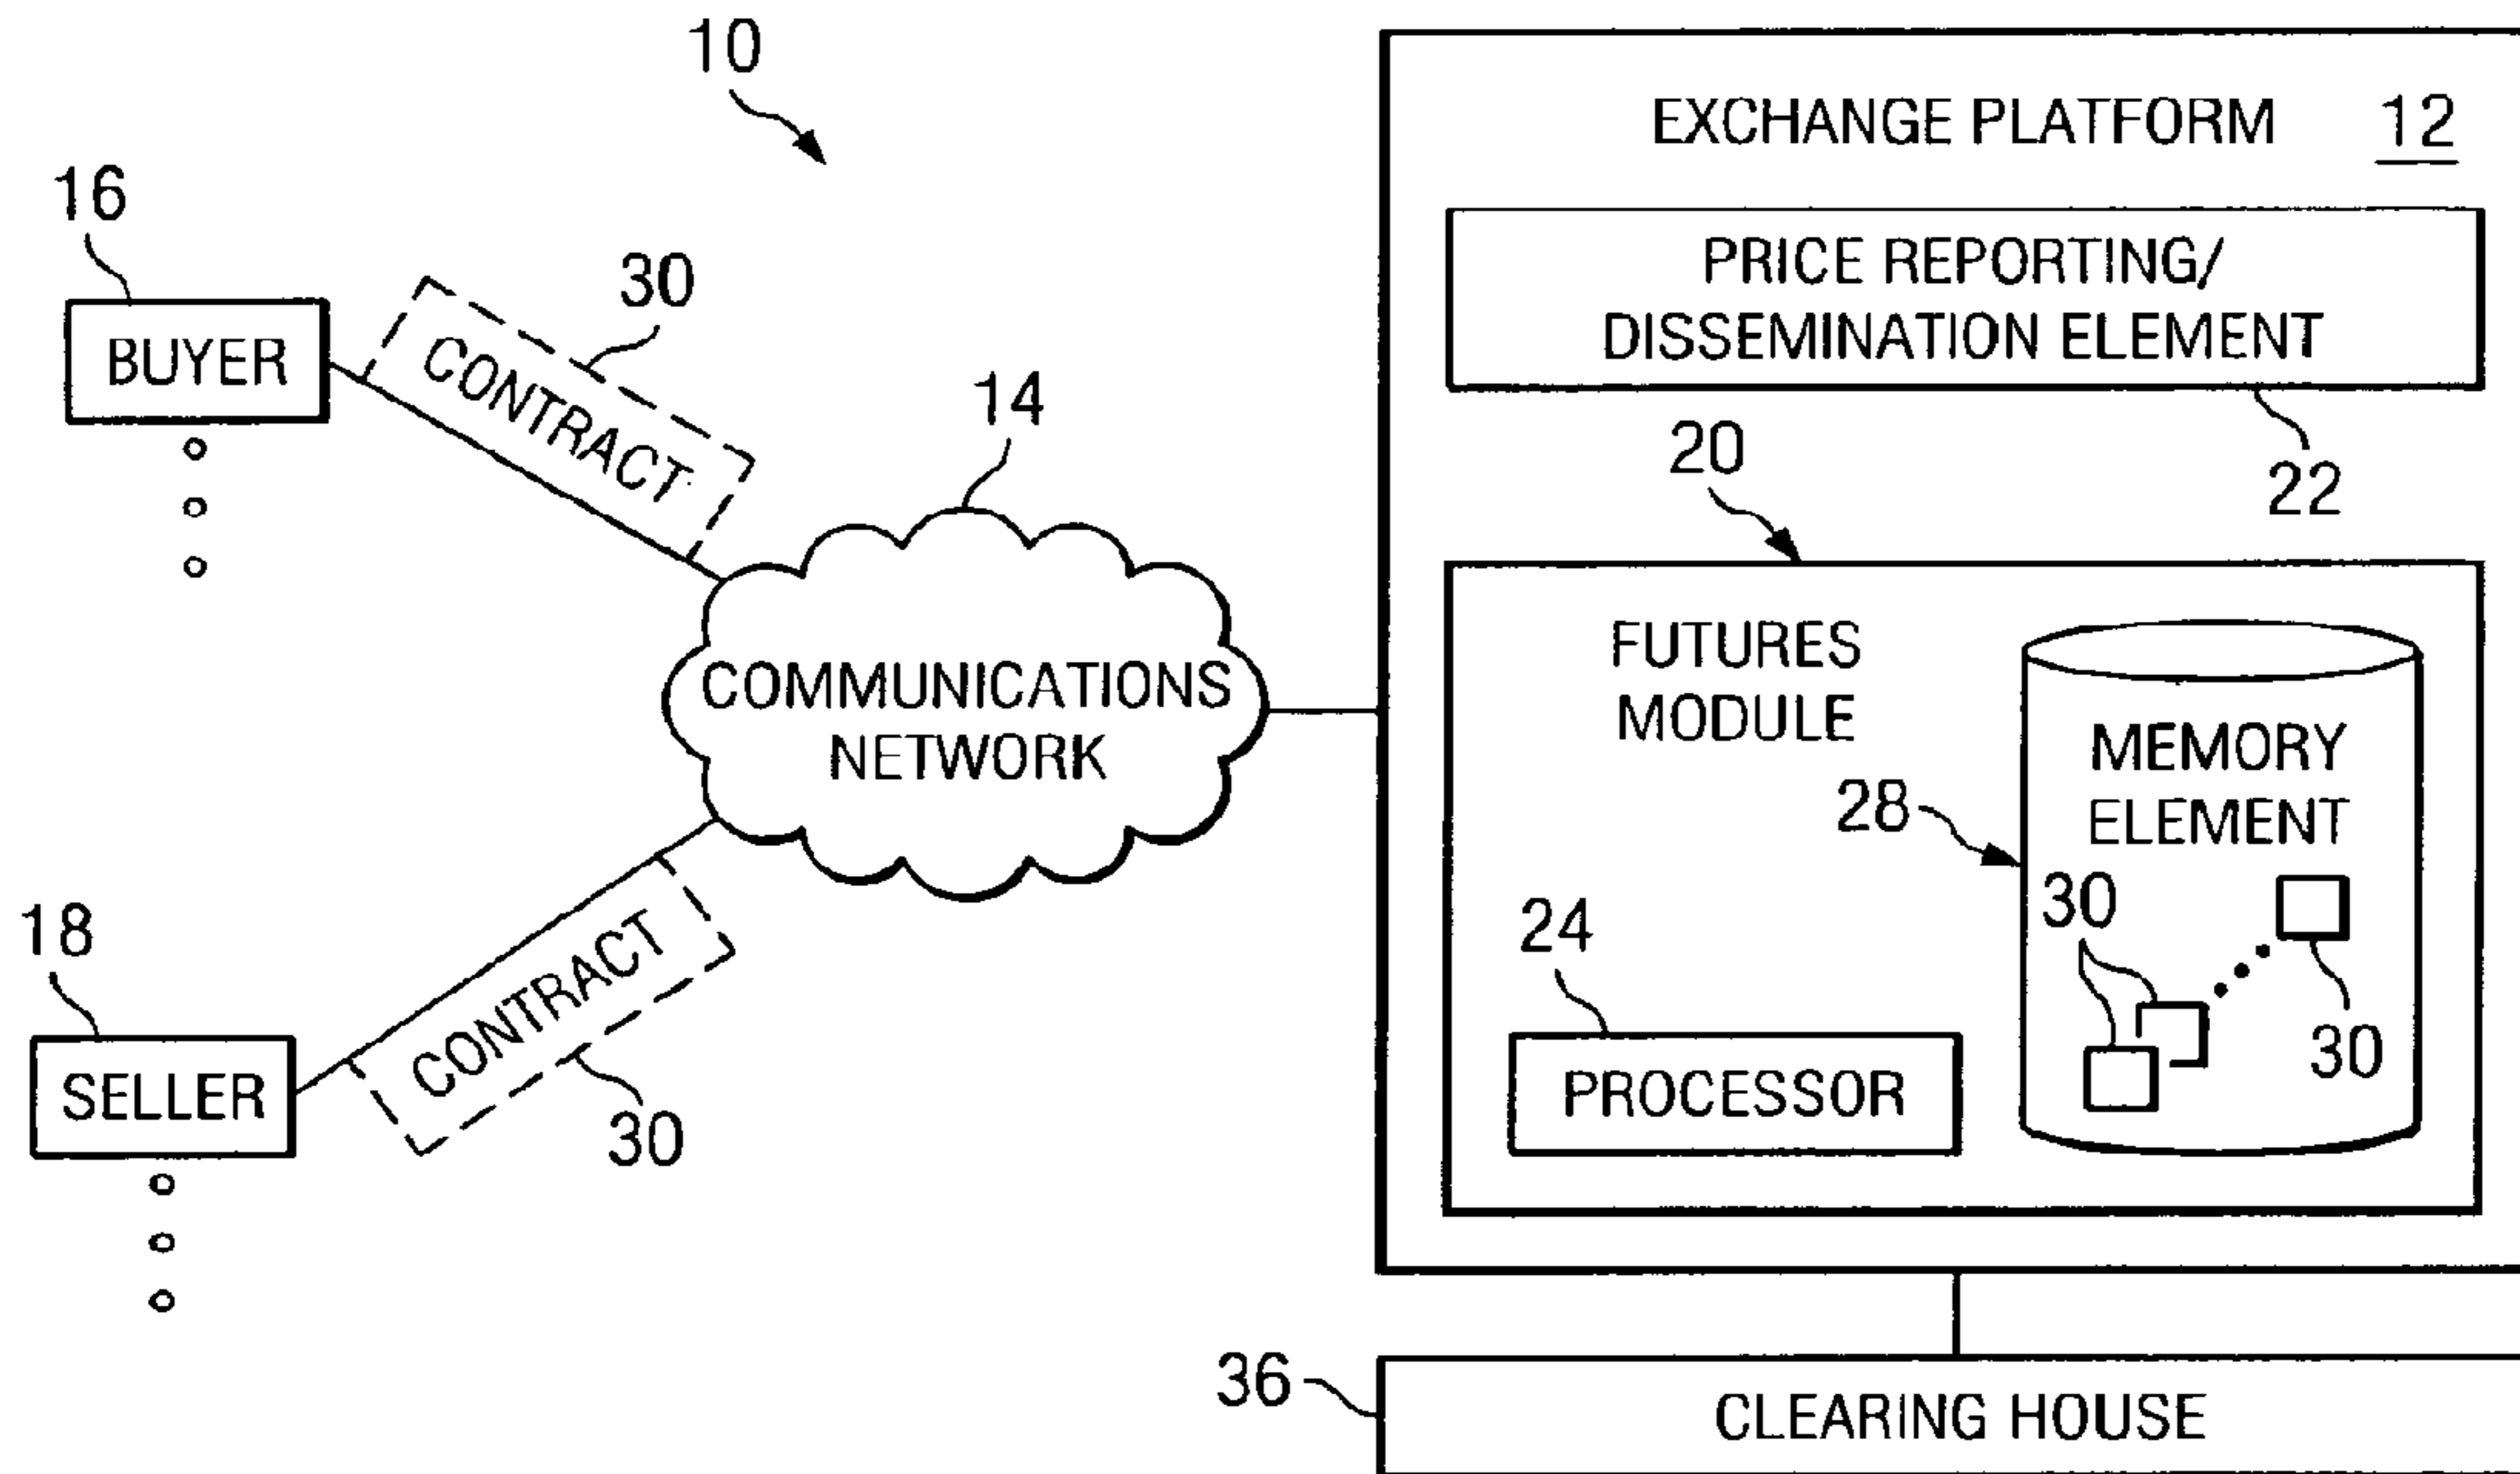 10
EXCHANGE PLATFORM 12
16
30
PRICE REPORTING/
DISSEMINATION ELEMENT
BUYER
CONTRACT
14
20
22
COMMUNICATIONS
NETWORK
FUTURES
MODULE
MEMORY
ELEMENT
28
30
30
24
PROCESSOR
18
CONTRACT
SELLER
30
36
CLEARING HOUSE